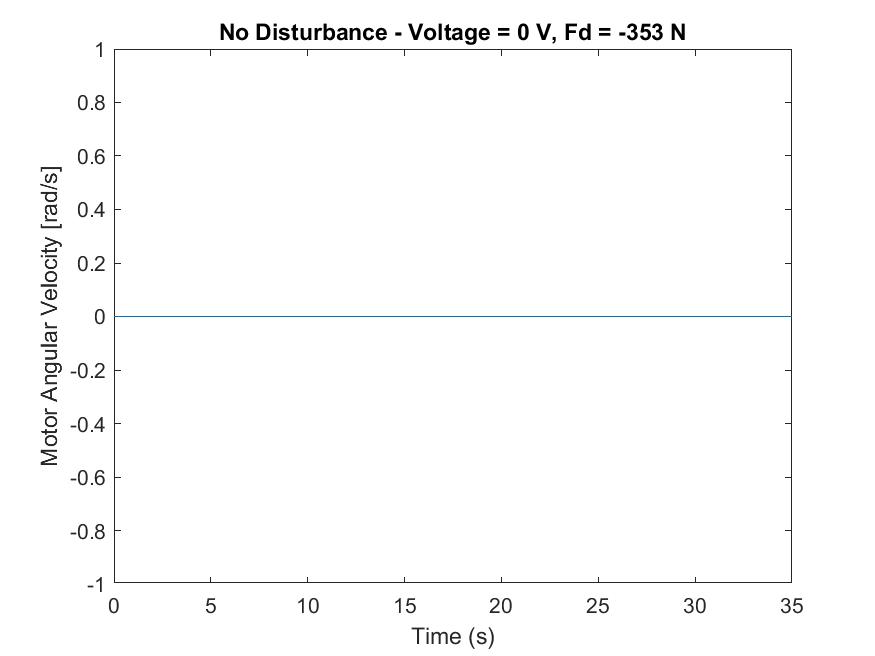 No Disturbance - Voltage = 0 V, Fd = -353 N
Motor Angular Velocity [rad/s]
1
0.8
0.6
0.4
0.2
0
-0.2
-0.4
-0.6
-0.8
-1
0 5 10 15 20 25 30 35
Time (s)